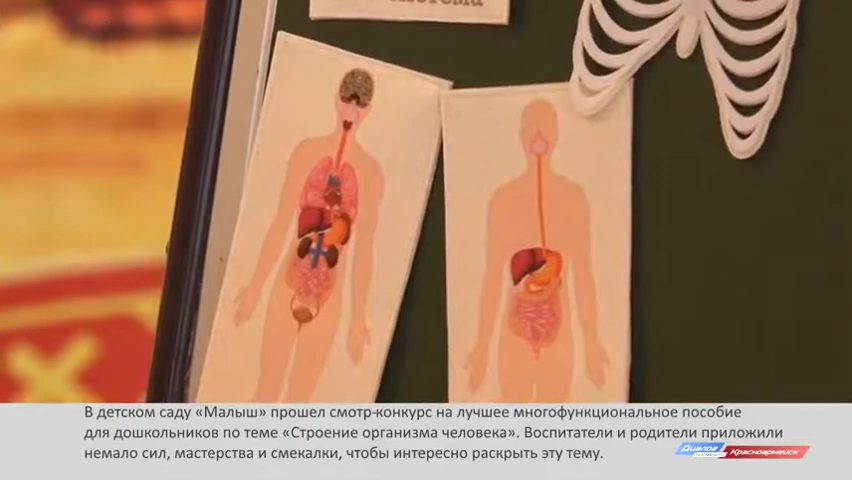 В детском саду «Малыш» прошел смотр-конкурс на лучшее многофункциональное пособие
для дошкольников по теме «Строение организма человека». Воспитатели и родители приложили
немало сил, мастерства и смекалки, чтобы интересно раскрыть эту тему.
Диалог
Красноармейск